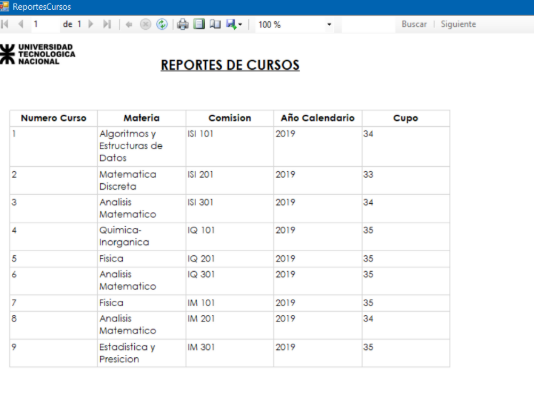 ReportesCursos
1 de 1 100 % Buscar Siguiente
UNIVERSIDAD
TECNOLOGICA
NACIONAL
REPORTES DE CURSOS
Numero Curso Materia Comision Año Calendario Cupo
1 Algoritmos y ISI 101 2019 34
Estructuras de
Datos
2 Matematica ISI 201 2019 33
Discreta
3 Analisis ISI 301 2019 34
Matematico
4 Quimica- IQ 101 2019 35
Inorganica
5 Fisica IQ 201 2019 35
6 Analisis IQ 301 2019 35
Matematico
7 Fisica IM 101 2019 35
8 Analisis IM 201 2019 34
Matematico
9 Estadistica y IM 301 2019 35
Presicion